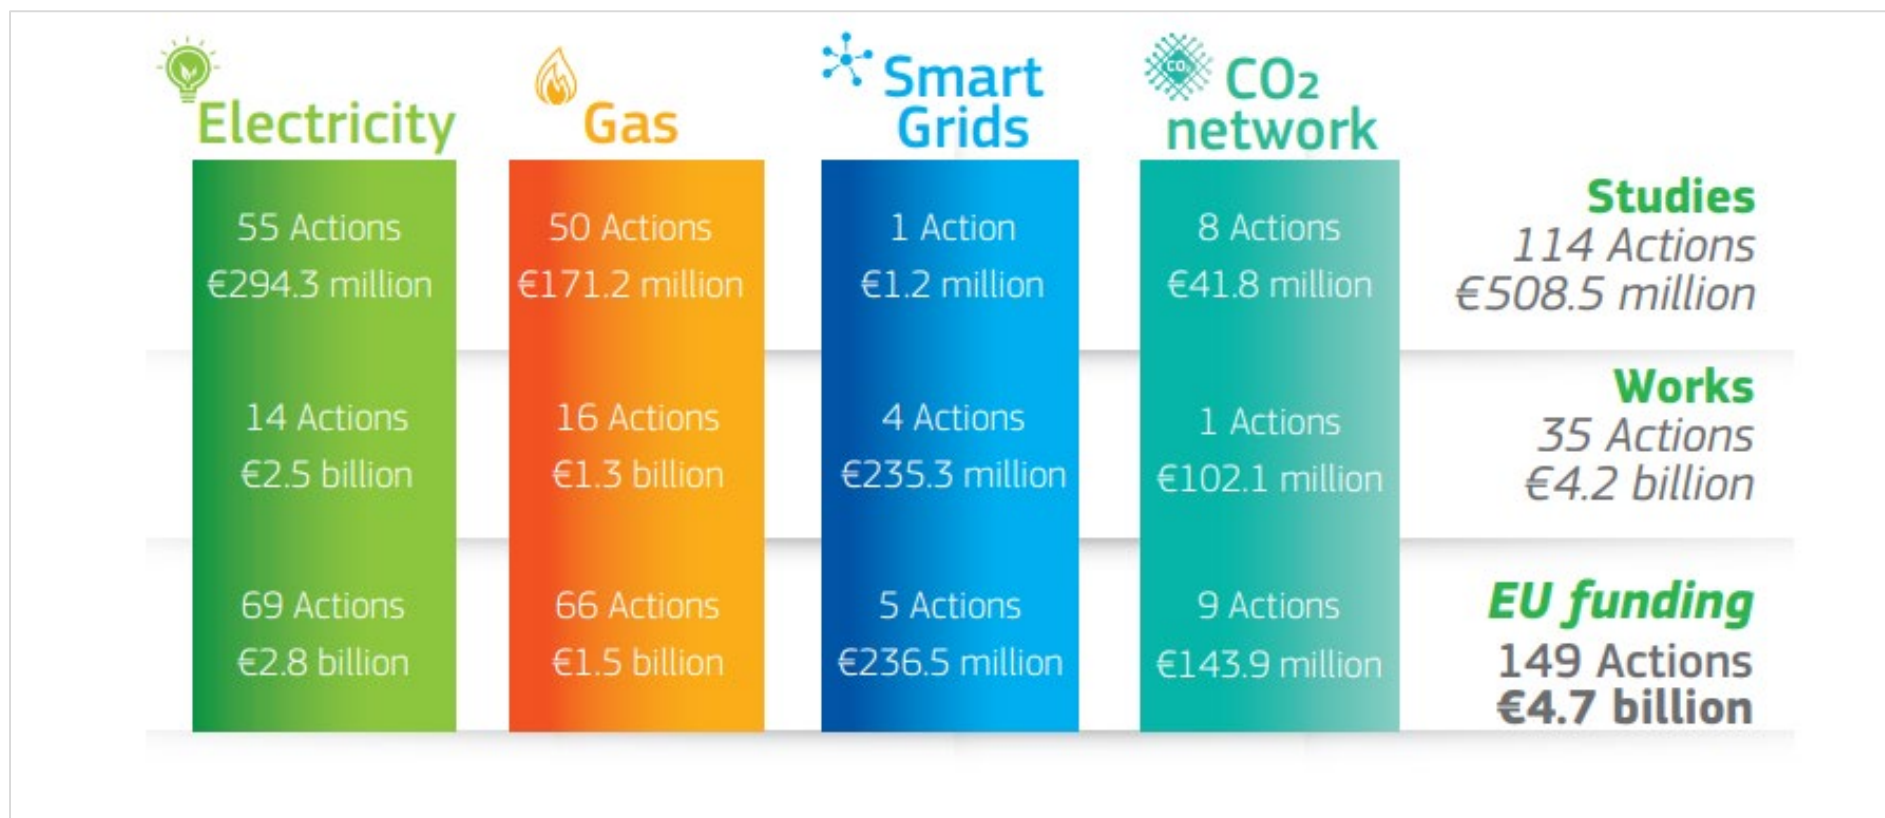 Electricity
Gas
Smart
Grids
CO₂
CO2
network
55 Actions
€294.3 million
50 Actions
€171.2 million
1 Action
€1.2 million
8 Actions
€41.8 million
Studies
114 Actions
€508.5 million
14 Actions
€2.5 billion
16 Actions
€1.3 billion
4 Actions
€235.3 million
1 Actions
€102.1 million
Works
35 Actions
€4.2 billion
69 Actions
€2.8 billion
66 Actions
€1.5 billion
5 Actions
€236.5 million
9 Actions
€143.9 million
EU funding
149 Actions
€4.7 billion